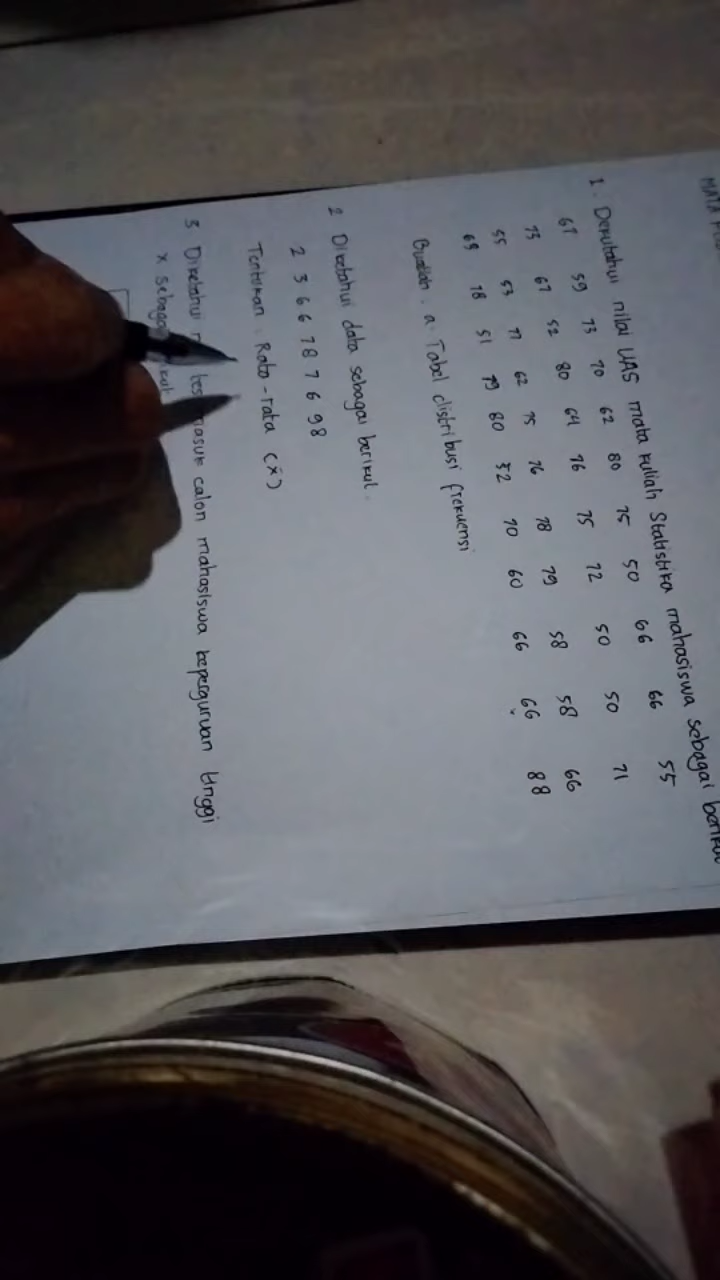 MATA
1. Diketahui nilai UAS mata kuliah Statistika mahasiswa sebagai berikut
67 59 73 70 62 80 75 50 66 66 55
73 67 52 80 64 76 75 72 50 50 71
55 53 77 62 75 76 78 79 58 58 66
69 78 51 79 80 52 70 60 66 66 88
Buatlah . a. Tabel distribusi frekuensi
2 Diketahui data sebagai berikut .
2 3 6 6 7 8 7 6 9 8
Tentukan . Rata-rata (x̄)
3 Diketahui tes masuk calon mahasiswa keperguruan tinggi
x sebagai